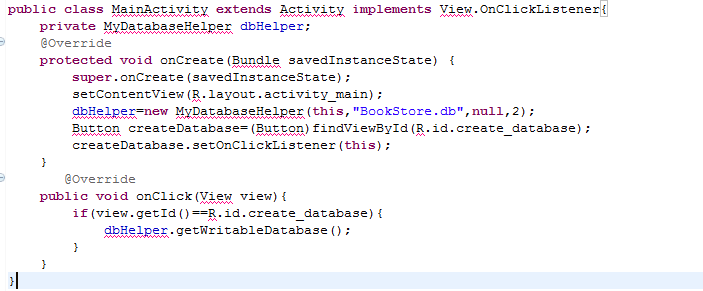 public class MainActivity extends Activity implements View.OnClickListener{
    private MyDatabaseHelper dbHelper;
    @Override
    protected void onCreate(Bundle savedInstanceState) {
        super.onCreate(savedInstanceState);
        setContentView(R.layout.activity_main);
        dbHelper=new MyDatabaseHelper(this,"BookStore.db",null,2);
        Button createDatabase=(Button)findViewById(R.id.create_database);
        createDatabase.setOnClickListener(this);
    }
       @Override
    public void onClick(View view){
        if(view.getId()==R.id.create_database){
            dbHelper.getWritableDatabase();
        }
    }
}